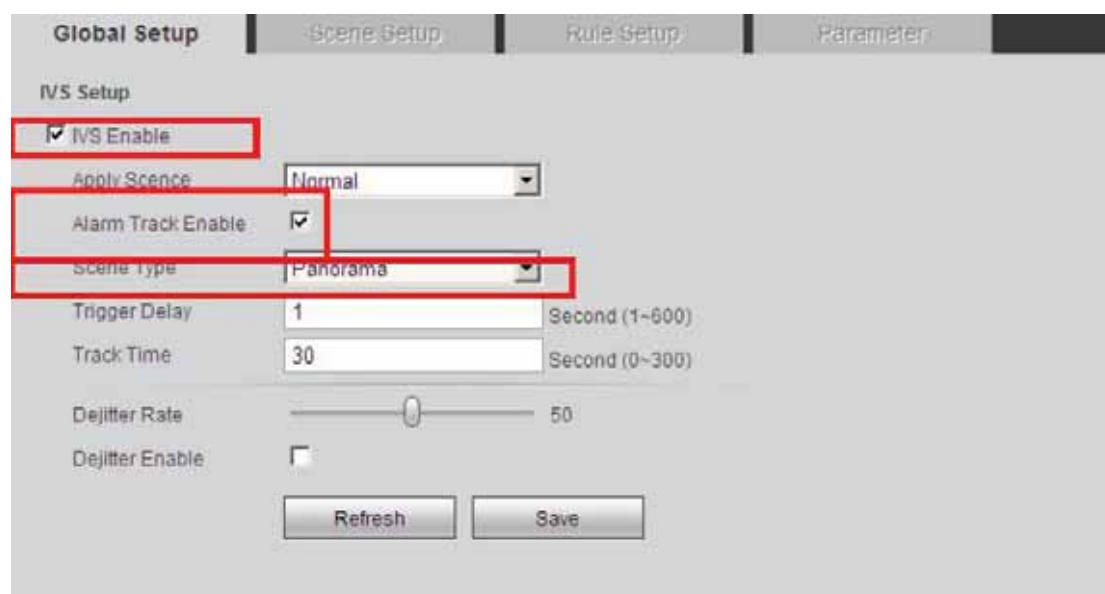 Global Setup Scene Setup Rule Setup Parameter
IVS Setup
IVS Enable
Apply Scence Normal
Alarm Track Enable
Scene Type Panorama
Trigger Delay 1 Second (1~600)
Track Time 30 Second (0~300)
Dejitter Rate 50
Dejitter Enable
Refresh Save